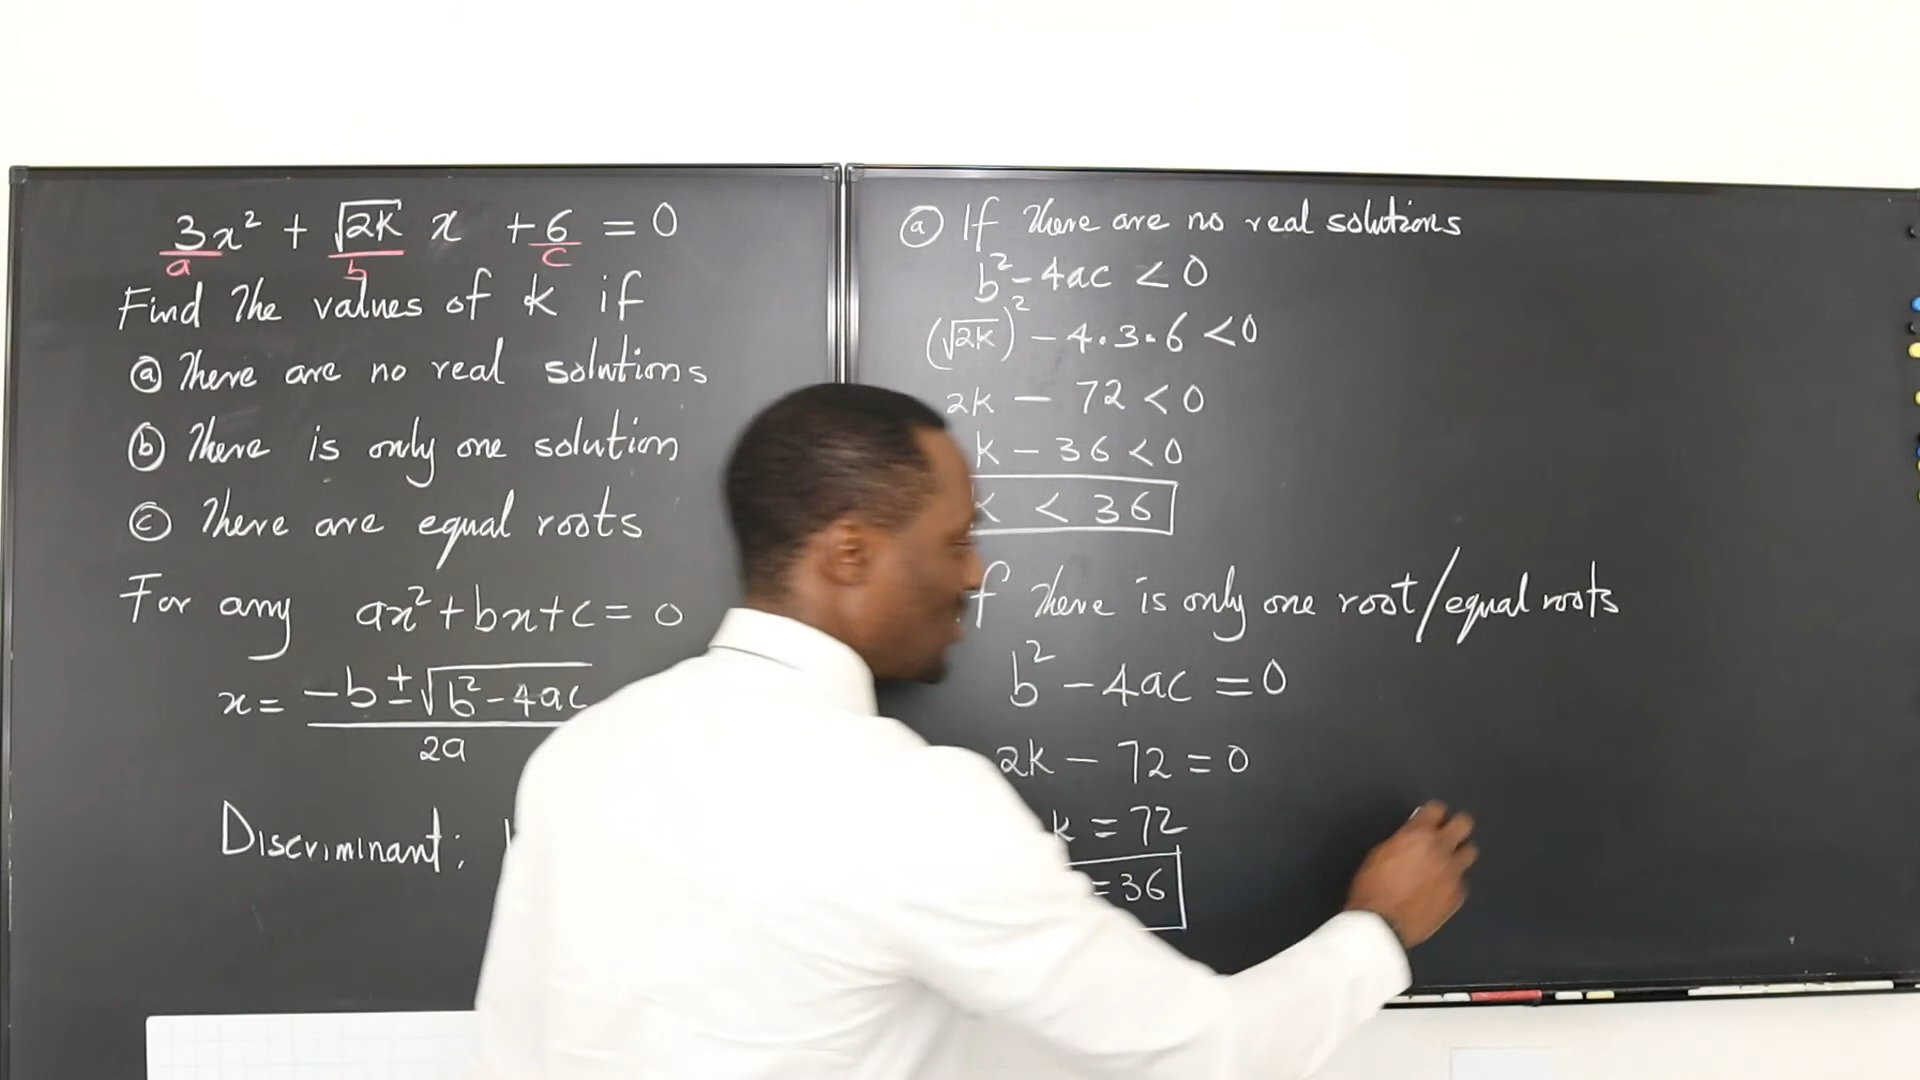 3x² + √2K x + 6 = 0
a b c
Find the values of K if
ⓐ There are no real solutions
ⓑ There is only one solution
ⓒ There are equal roots
For any ax² + bx + c = 0
x = −b ± √b² − 4ac
2a
Discriminant:
ⓐ If there are no real solutions
b² − 4ac < 0
(√2K)² − 4 · 3 · 6 < 0
2K − 72 < 0
K − 36 < 0
< 36
there is only one root/equal roots
b² − 4ac = 0
2K − 72 = 0
K = 72
= 36